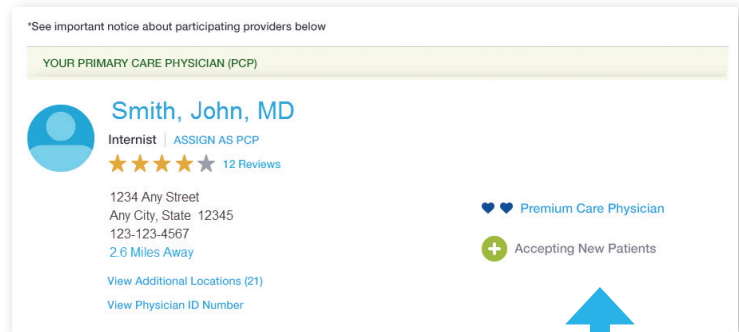 *See important notice about participating providers below
YOUR PRIMARY CARE PHYSICIAN (PCP)
Smith, John, MD
Internist | ASSIGN AS PCP
12 Reviews
1234 Any Street
Any City, State 12345
123-123-4567
2.6 Miles Away
View Additional Locations (21)
View Physician ID Number
Premium Care Physician
Accepting New Patients